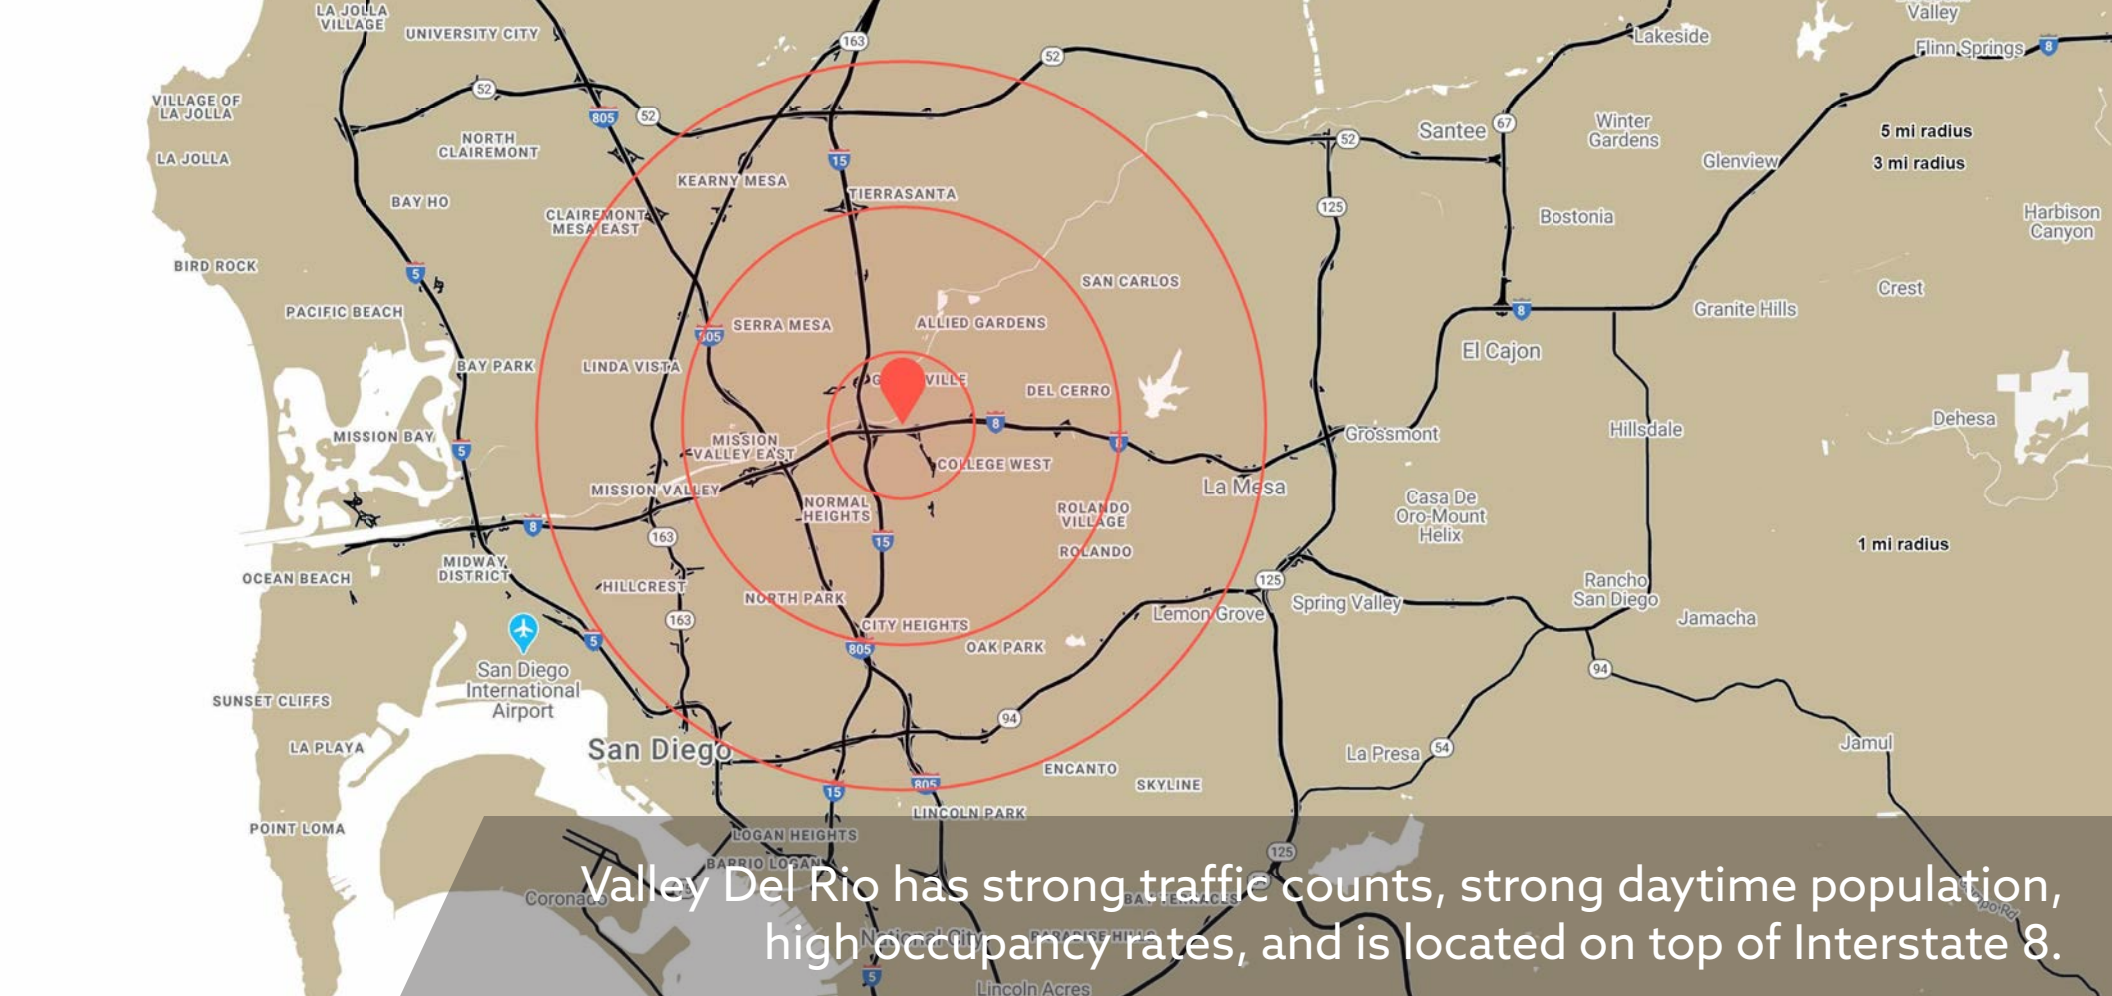 LA JOLLA
VILLAGE
UNIVERSITY CITY
163
52
Valley
Lakeside
Flinn Springs
8
52
805
52
VILLAGE OF
LA JOLLA
67
Santee
Winter
Gardens
5 mi radius
NORTH
CLAIREMONT
LA JOLLA
15
52
Glenview
3 mi radius
KEARNY MESA
TIERRASANTA
BAY HO
CLAIREMONT
MESA EAST
125
Bostonia
Harbison
Canyon
BIRD ROCK
5
SAN CARLOS
Crest
PACIFIC BEACH
SERRA MESA
805
ALLIED GARDENS
8
Granite Hills
El Cajon
BAY PARK
LINDA VISTA
VILLE
DEL CERRO
MISSION BAY
5
MISSION
VALLEY EAST
8
8
Grossmont
Hillsdale
Dehesa
COLLEGE WEST
MISSION VALLEY
La Mesa
NORMAL
HEIGHTS
ROLANDO
VILLAGE
Casa De
Oro-Mount
Helix
8
163
15
ROLANDO
1 mi radius
MIDWAY
DISTRICT
OCEAN BEACH
HILLCREST
NORTH PARK
125
Spring Valley
Rancho
San Diego
Jamacha
163
CITY HEIGHTS
Lemon Grove
5
805
OAK PARK
San Diego
International
Airport
94
SUNSET CLIFFS
94
LA PLAYA
San Diego
La Presa
54
Jamul
ENCANTO
SKYLINE
15
805
LINCOLN PARK
POINT LOMA
LOGAN HEIGHTS
BARRIO LOGAN
125
Coronado
BAY TERRACES
Valley Del Rio has strong traffic counts, strong daytime population,
high occupancy rates, and is located on top of Interstate 8.
National City
PARADISE HILLS
5
Lincoln Acres